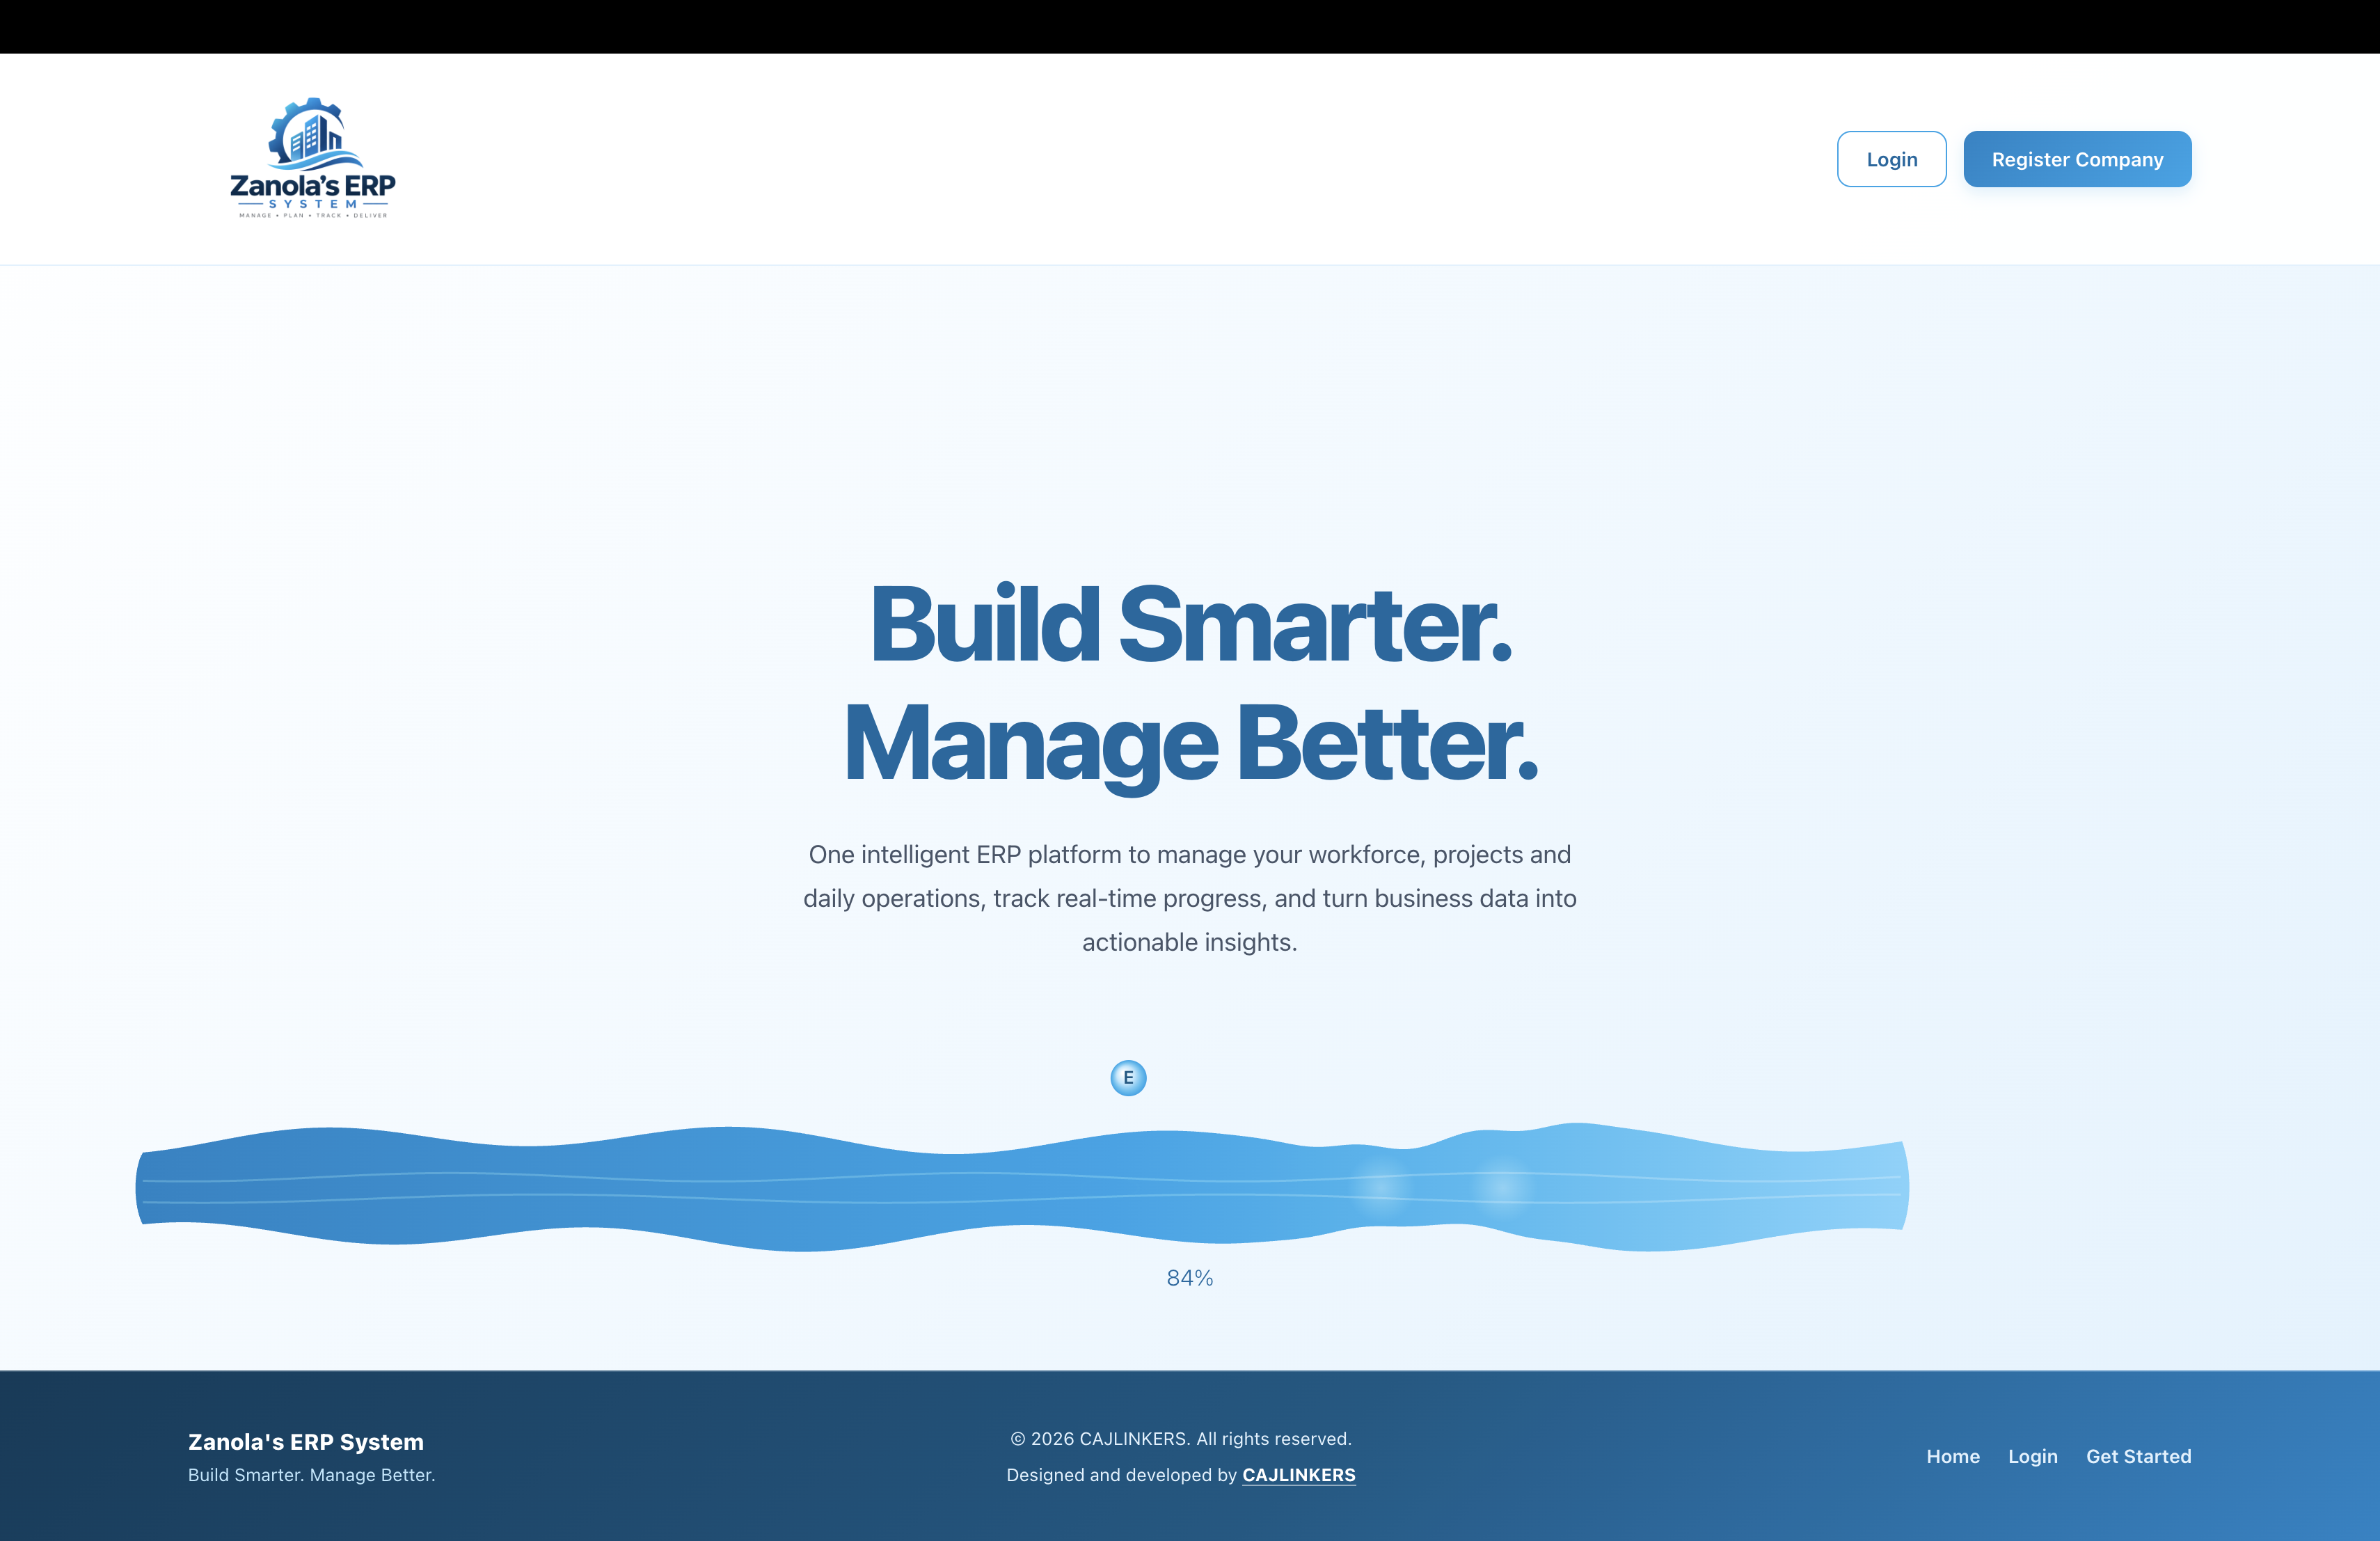 Zanola's ERP
SYSTEM
MANAGE • PLAN • TRACK • DELIVER
Login
Register Company
Build Smarter.
Manage Better.
One intelligent ERP platform to manage your workforce, projects and
daily operations, track real-time progress, and turn business data into
actionable insights.
E
84%
Zanola's ERP System
Build Smarter. Manage Better.
© 2026 CAJLINKERS. All rights reserved.
Designed and developed by CAJLINKERS
Home
Login
Get Started